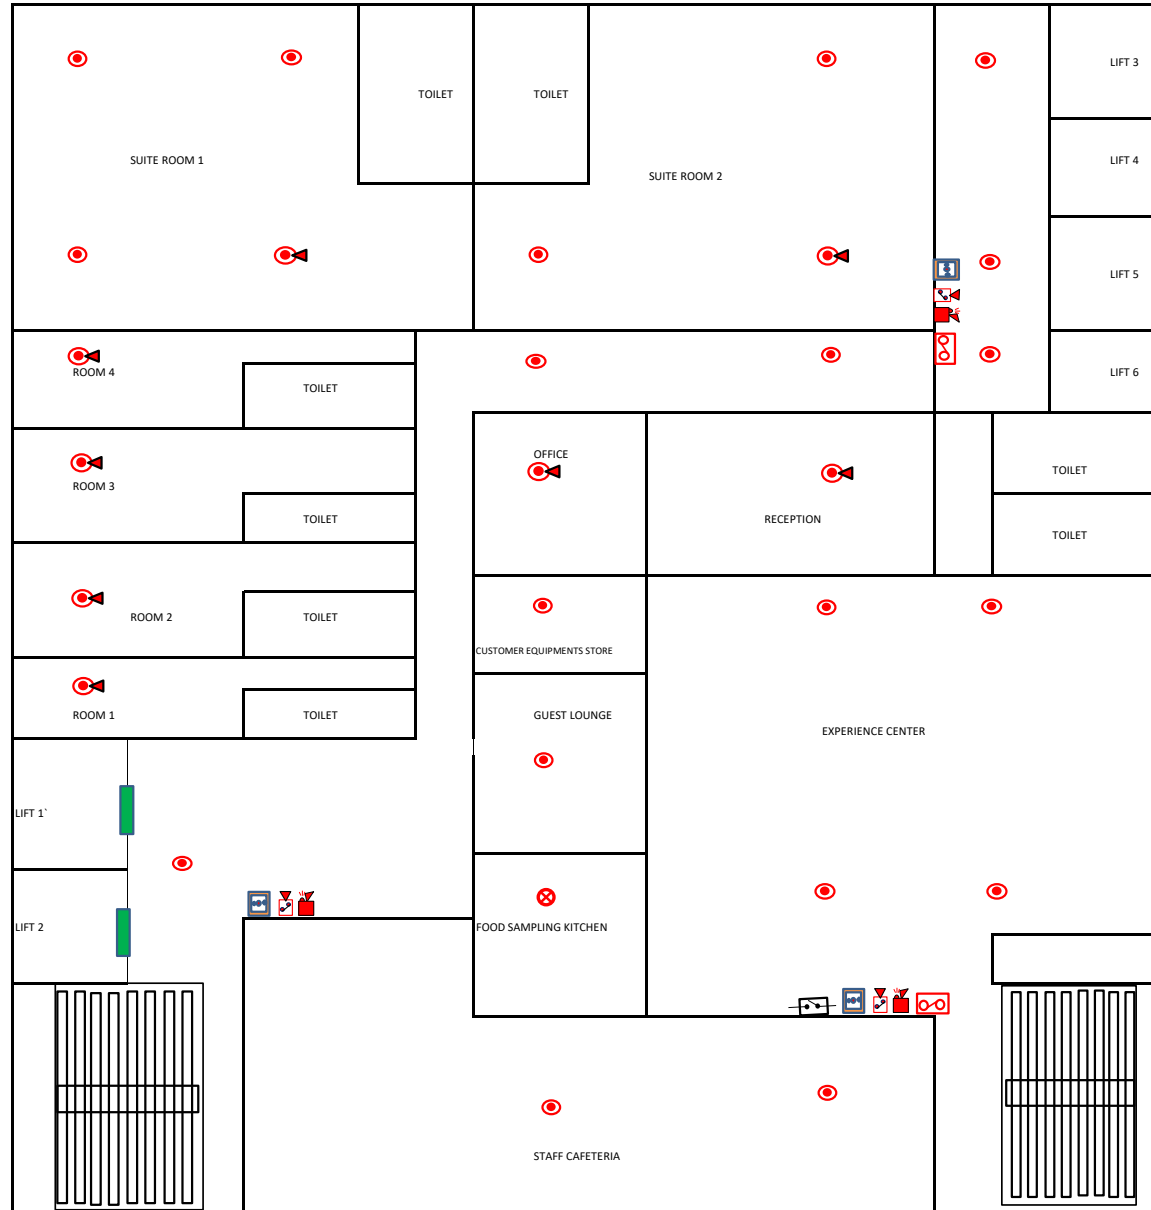 LIFT 3
TOILET
TOILET
SUITE ROOM 1
LIFT 4
SUITE ROOM 2
LIFT 5
ROOM 4
LIFT 6
TOILET
OFFICE
TOILET
ROOM 3
TOILET
RECEPTION
TOILET
ROOM 2
TOILET
CUSTOMER EQUIPMENTS STORE
ROOM 1
TOILET
GUEST LOUNGE
EXPERIENCE CENTER
LIFT 1`
LIFT 2
FOOD SAMPLING KITCHEN
STAFF CAFETERIA